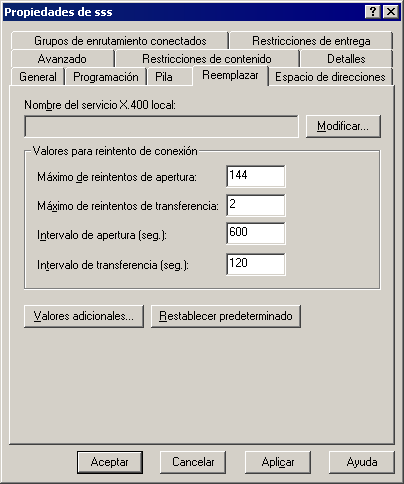 Propiedades de sss
Grupos de enrutamiento conectados
Restricciones de entrega
Avanzado
Restricciones de contenido
Detalles
General
Programación
Pila
Reemplazar
Espacio de direcciones
Nombre del servicio X.400 local:
Modificar...
Valores para reintento de conexión
Máximo de reintentos de apertura:
144
Máximo de reintentos de transferencia:
2
Intervalo de apertura (seg.):
600
Intervalo de transferencia (seg.):
120
Valores adicionales...
Restablecer predeterminado
Aceptar
Cancelar
Aplicar
Ayuda